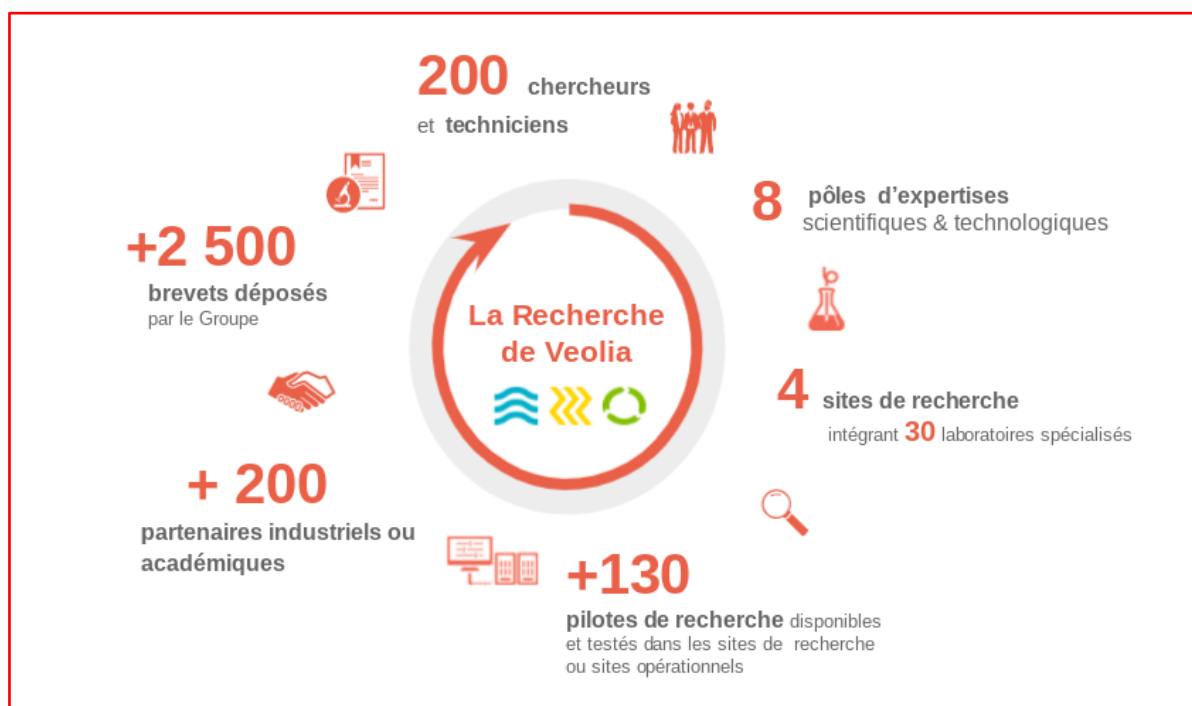 200 chercheurs
et techniciens
8 pôles d’expertises
scientifiques & technologiques
4 sites de recherche
intégrant 30 laboratoires spécialisés
+130
pilotes de recherche disponibles
et testés dans les sites de recherche
ou sites opérationnels
+ 200
partenaires industriels ou
académiques
+2 500
brevets déposés
par le Groupe
La Recherche
de Veolia